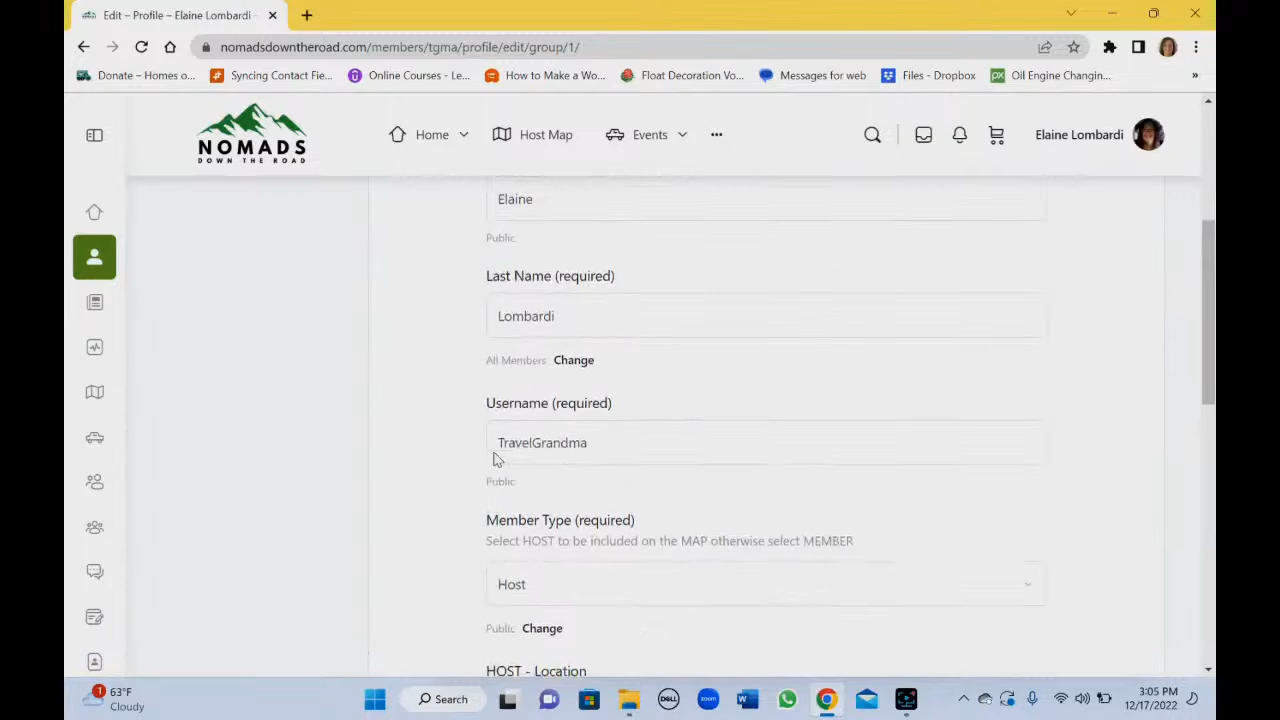 Edit – Profile – Elaine Lombardi –
nomadsdowntheroad.com/members/tgma/profile/edit/group/1/
Donate – Homes o... Syncing Contact Fie... Online Courses - Le... How to Make a Wo... Float Decoration Vo... Messages for web Files - Dropbox Oil Engine Changin... »
NOMADS
DOWN THE ROAD
Home Host Map Events ••• Elaine Lombardi
Elaine
Public
Last Name (required)
Lombardi
All Members Change
Username (required)
TravelGrandma
Public
Member Type (required)
Select HOST to be included on the MAP otherwise select MEMBER
Host
Public Change
HOST - Location
1 63°F
Cloudy
Search
DELL
zoom
W
3:05 PM
12/17/2022